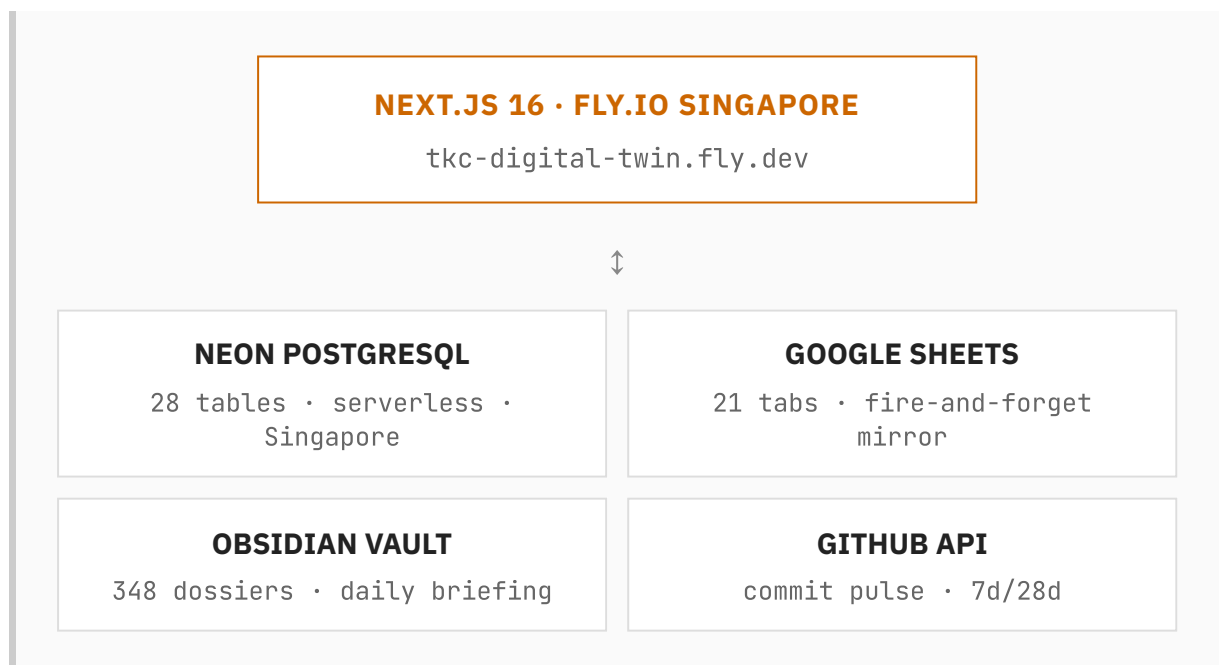 NEXT.JS 16 · FLY.IO SINGAPORE
tkc-digital-twin.fly.dev
↕
NEON POSTGRESQL
28 tables · serverless ·
Singapore
GOOGLE SHEETS
21 tabs · fire-and-forget
mirror
OBSIDIAN VAULT
348 dossiers · daily briefing
GITHUB API
commit pulse · 7d/28d